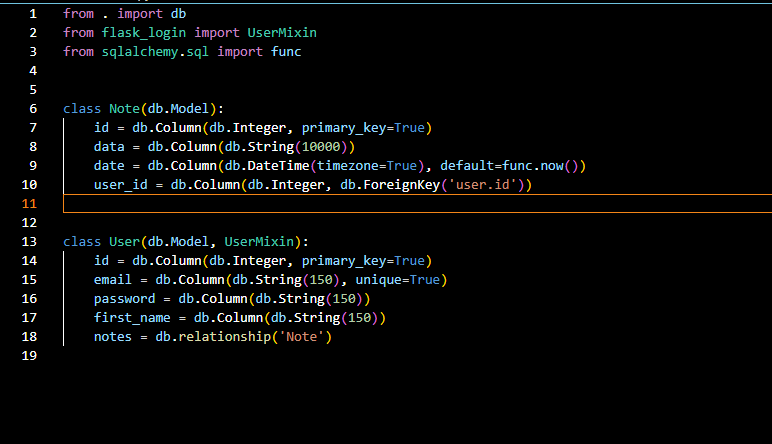 1 from . import db
2 from flask_login import UserMixin
3 from sqlalchemy.sql import func
4
5
6 class Note(db.Model):
7     id = db.Column(db.Integer, primary_key=True)
8     data = db.Column(db.String(10000))
9     date = db.Column(db.DateTime(timezone=True), default=func.now())
10     user_id = db.Column(db.Integer, db.ForeignKey('user.id'))
11
12
13 class User(db.Model, UserMixin):
14     id = db.Column(db.Integer, primary_key=True)
15     email = db.Column(db.String(150), unique=True)
16     password = db.Column(db.String(150))
17     first_name = db.Column(db.String(150))
18     notes = db.relationship('Note')
19